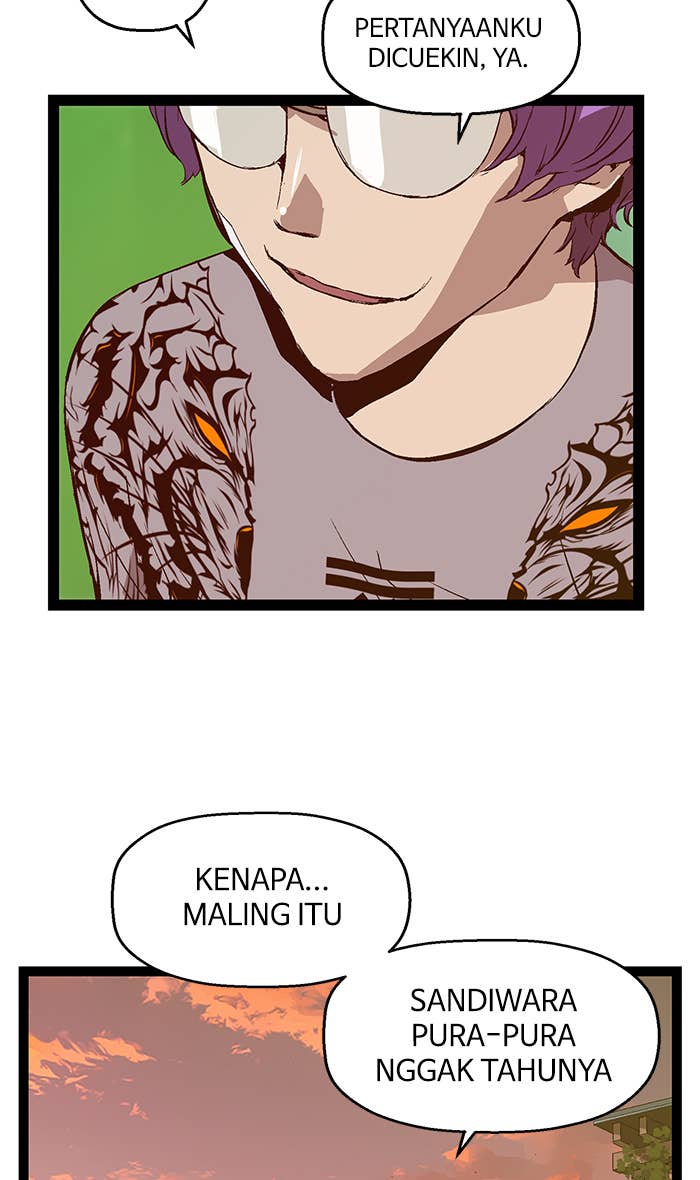 PERTANYAANKU
DICUEKIN, YA.
KENAPA...
MALING ITU
SANDIWARA
PURA-PURA
NGGAK TAHUNYA